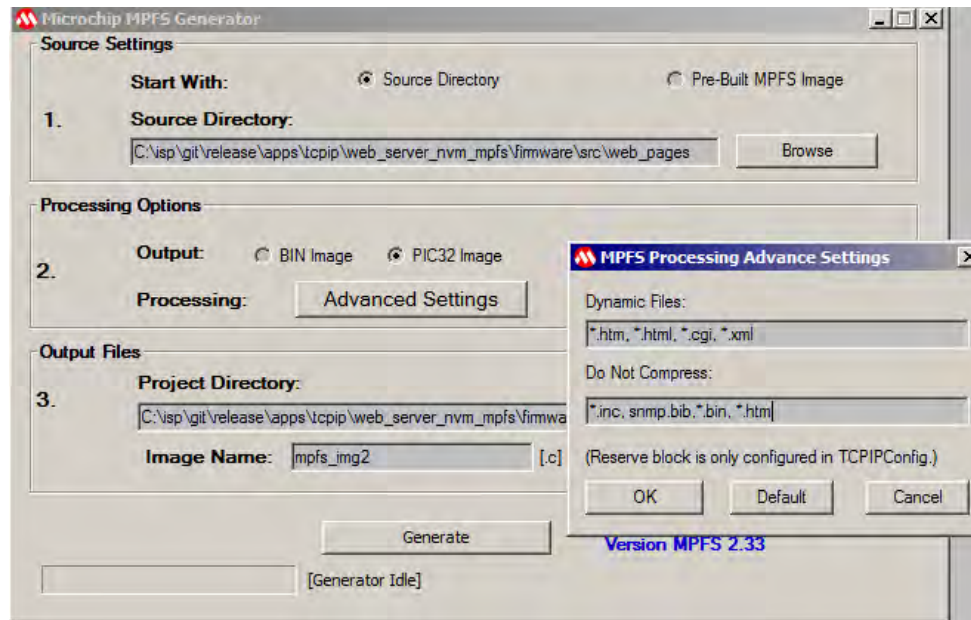 Microchip MPFS Generator
Source Settings
Start With:
Source Directory
Pre-Built MPFS Image
1.
Source Directory:
C:\isp\git\release\apps\tcpip\web_server_nvm_mpfs\firmware\src\web_pages
Browse
Processing Options
2.
Output:
BIN Image
PIC32 Image
Processing:
Advanced Settings
Output Files
3.
Project Directory:
C:\isp\git\release\apps\tcpip\web_server_nvm_mpfs\firmwa
Image Name:
mpfs_img2
[.c]
Generate
Version MPFS 2.33
[Generator Idle]
MPFS Processing Advance Settings
Dynamic Files:
*.htm, *.html, *.cgi, *.xml
Do Not Compress:
*.inc, snmp.bib,*.bin, *.htm
(Reserve block is only configured in TCPIPConfig.)
OK
Default
Cancel